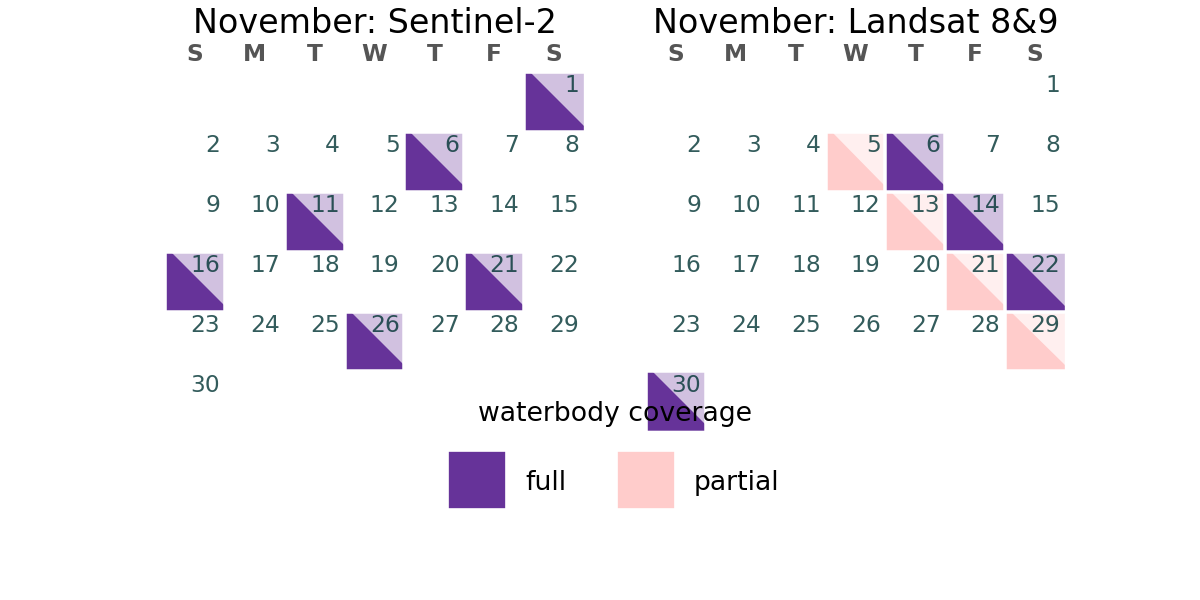 November: Sentinel-2
S M T W T F S
1
2 3 4 5 6 7 8
9 10 11 12 13 14 15
16 17 18 19 20 21 22
23 24 25 26 27 28 29
30
November: Landsat 8&9
S M T W T F S
1
2 3 4 5 6 7 8
9 10 11 12 13 14 15
16 17 18 19 20 21 22
23 24 25 26 27 28 29
30
waterbody coverage
full partial